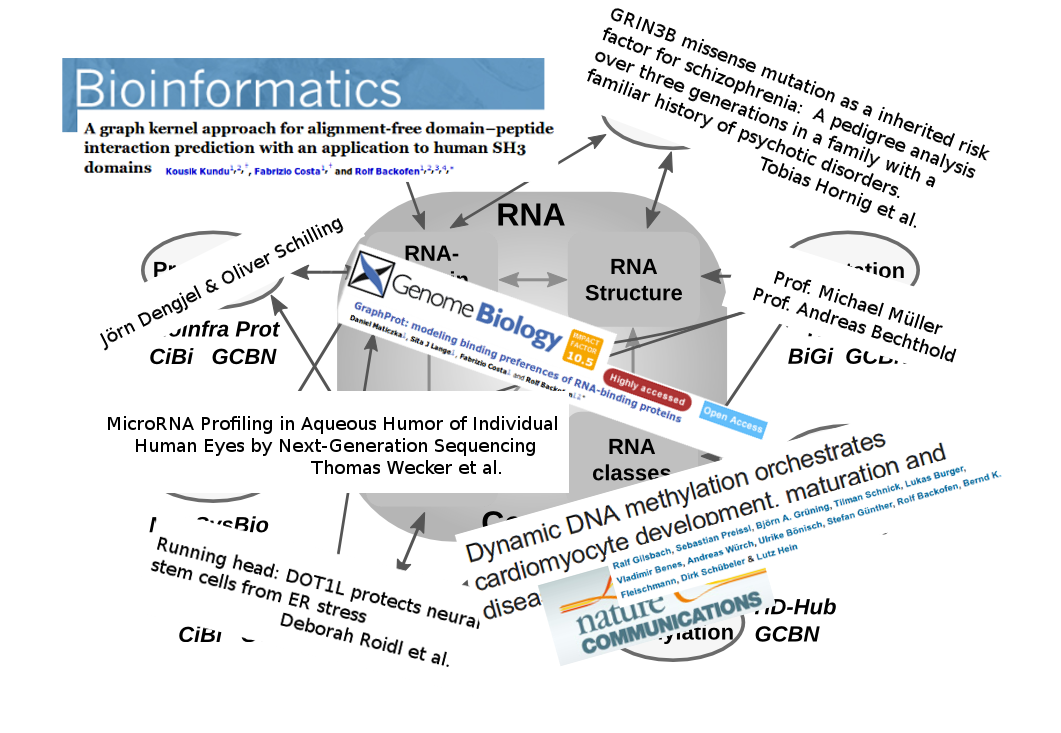 GRIN3B missense mutation as a inherited risk
factor for schizophrenia: A pedigree analysis
over three generations in a family with a
familiar history of psychotic disorders.
Tobias Hornig et al.
Bioinformatics
A graph kernel approach for alignment-free domain–peptide
interaction prediction with an application to human SH3
domains
Kousik Kundu1,2,†, Fabrizio Costa1,† and Rolf Backofen1,2,3,4,*
RNA
RNA-
RNA
Structure
Jörn Dengjel & Oliver Schilling
Prot
CiBi GCBN
Genome Biology
IMPACT
FACTOR
10.5
GraphProt: modeling binding preferences of RNA-binding proteins
Daniel Maticzka1, Sita J Lange1, Fabrizio Costa1 and Rolf Backofen1,2*
Highly accessed
Open Access
Prof. Michael Müller
Prof. Andreas Bechthold
BiGi
MicroRNA Profiling in Aqueous Humor of Individual
Human Eyes by Next-Generation Sequencing
Thomas Wecker et al.
RNA
classes
Running head: DOT1L protects neural
stem cells from ER stress
Deborah Roidl et al.
CiBi
Dynamic DNA methylation orchestrates
cardiomyocyte development, maturation and
Ralf Gilsbach, Sebastian Preissl, Björn A. Grüning, Tilman Schnick, Lukas Burger,
Vladimir Benes, Andreas Würch, Ulrike Bönisch, Stefan Günther, Rolf Backofen, Bernd K.
Fleischmann, Dirk Schübeler & Lutz Hein
nature
COMMUNICATIONS
GCBN